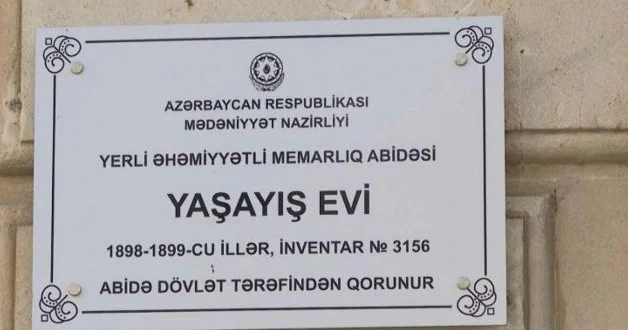 AZƏRBAYCAN RESPUBLİKASI
MƏDƏNİYYƏT NAZİRLİYİ
YERLİ ƏHƏMİYYƏTLİ MEMARLIQ ABİDƏSİ
YAŞAYIŞ EVİ
1898-1899-CU İLLƏR, İNVENTAR № 3156
ABİDƏ DÖVLƏT TƏRƏFİNDƏN QORUNUR